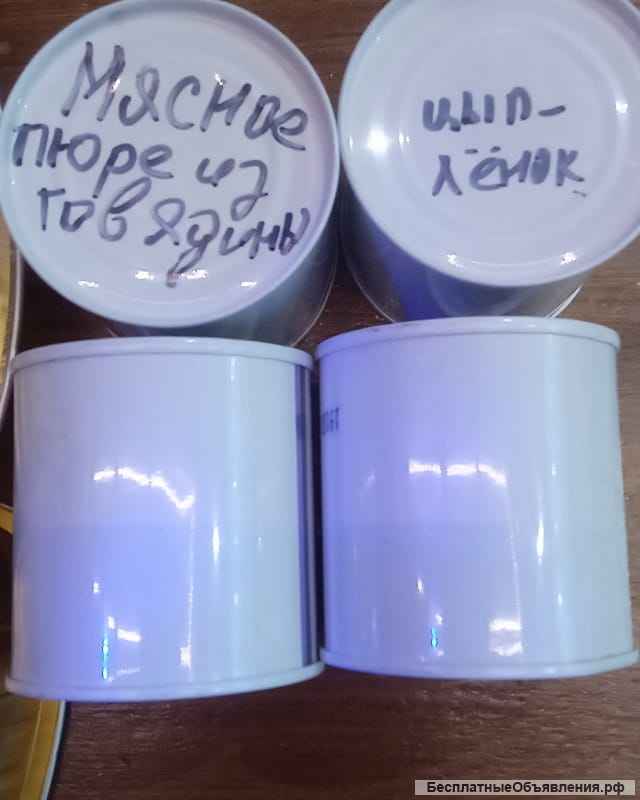 Мясное
пюре из
говядины
цып-
лёнок
БесплатныеОбъявления.рф